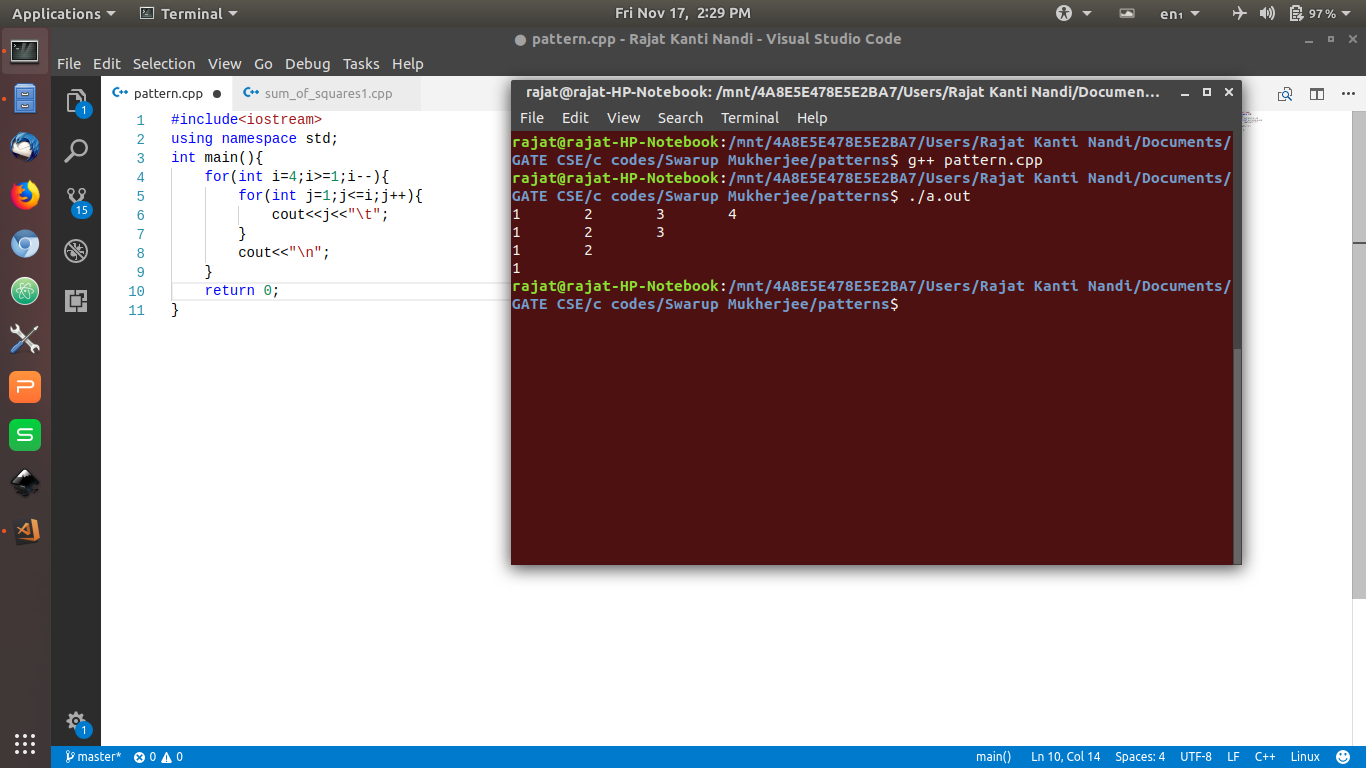 Applications Terminal Fri Nov 17, 2:29 PM en₁ 97%
● pattern.cpp - Rajat Kanti Nandi - Visual Studio Code
File Edit Selection View Go Debug Tasks Help
pattern.cpp sum_of_squares1.cpp
1 #include<iostream>
2 using namespace std;
3 int main(){
4 for(int i=4;i>=1;i--){
5 for(int j=1;j<=i;j++){
6 cout<<j<<"\t";
7 }
8 cout<<"\n";
9 }
10 return 0;
11 }
1
15
1
rajat@rajat-HP-Notebook: /mnt/4A8E5E478E5E2BA7/Users/Rajat Kanti Nandi/Documen...
File Edit View Search Terminal Help
rajat@rajat-HP-Notebook:/mnt/4A8E5E478E5E2BA7/Users/Rajat Kanti Nandi/Documents/
GATE CSE/c codes/Swarup Mukherjee/patterns$ g++ pattern.cpp
rajat@rajat-HP-Notebook:/mnt/4A8E5E478E5E2BA7/Users/Rajat Kanti Nandi/Documents/
GATE CSE/c codes/Swarup Mukherjee/patterns$ ./a.out
1 2 3 4
1 2 3
1 2
1
rajat@rajat-HP-Notebook:/mnt/4A8E5E478E5E2BA7/Users/Rajat Kanti Nandi/Documents/
GATE CSE/c codes/Swarup Mukherjee/patterns$
master* 0 0 main() Ln 10, Col 14 Spaces: 4 UTF-8 LF C++ Linux